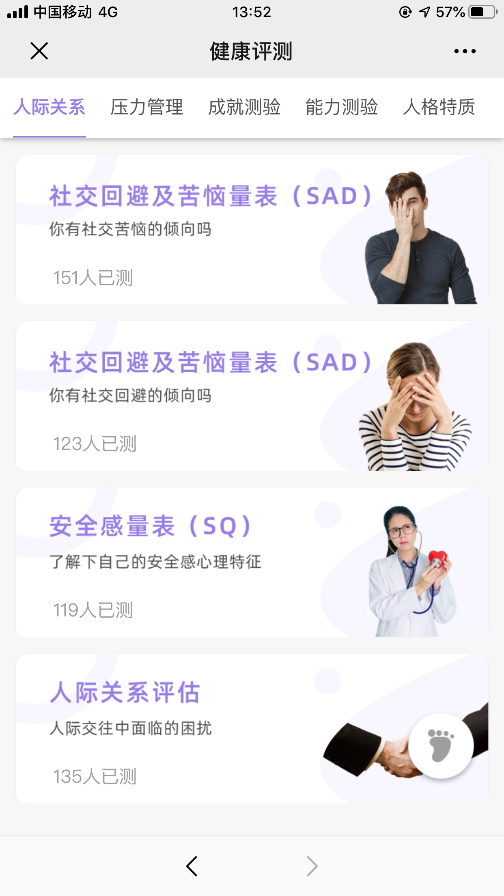 中国移动 4G 13:52 57%
健康评测
人际关系 压力管理 成就测验 能力测验 人格特质
社交回避及苦恼量表（SAD）
你有社交苦恼的倾向吗
151人已测
社交回避及苦恼量表（SAD）
你有社交回避的倾向吗
123人已测
安全感量表（SQ）
了解下自己的安全感心理特征
119人已测
人际关系评估
人际交往中面临的困扰
135人已测